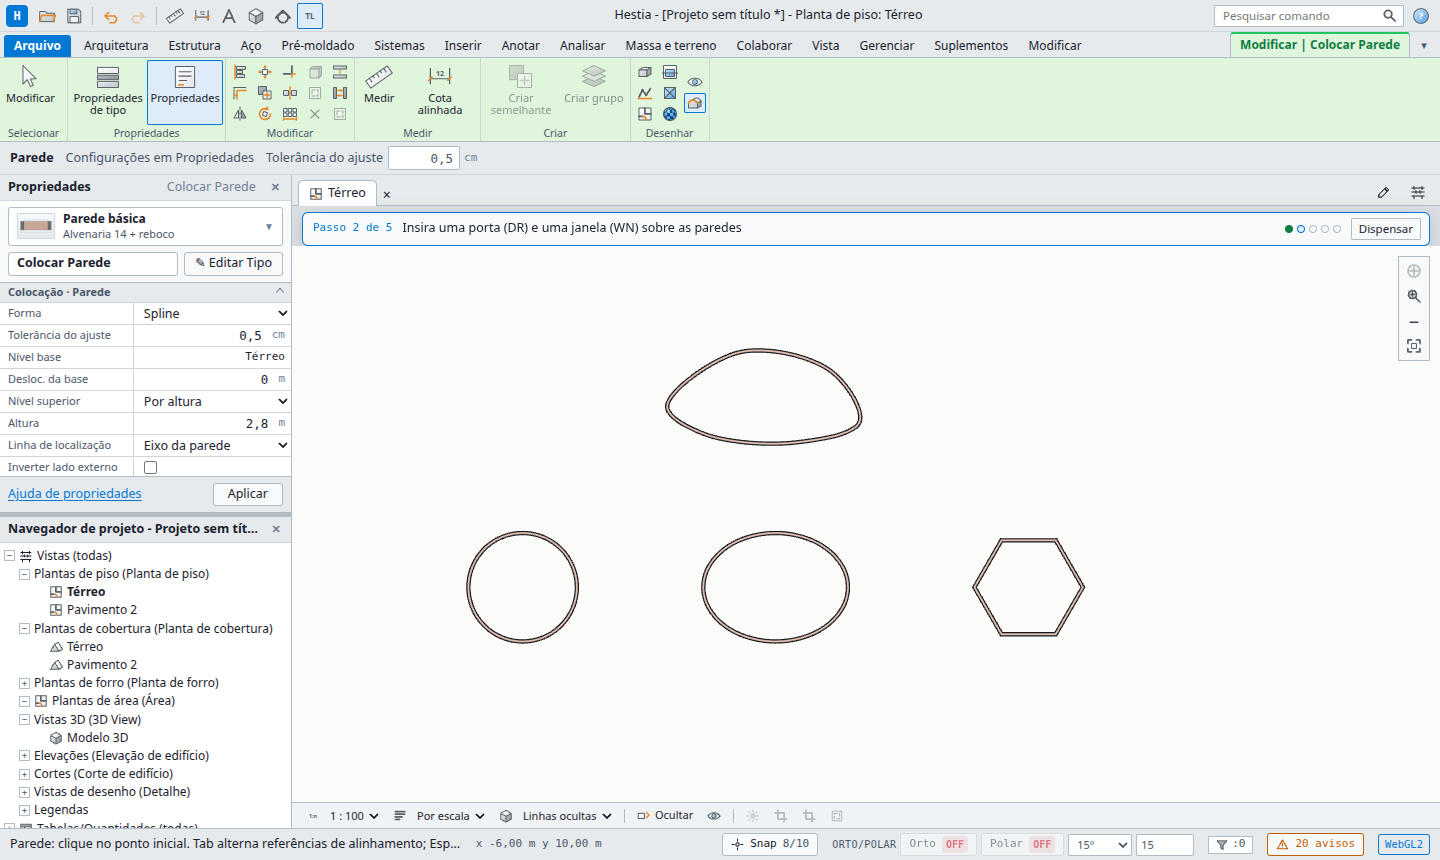 H
TL
Hestia - [Projeto sem título *] - Planta de piso: Térreo
Pesquisar comando
?
Arquivo Arquitetura Estrutura Aço Pré-moldado Sistemas Inserir Anotar Analisar Massa e terreno Colaborar Vista Gerenciar Suplementos Modificar
Modificar | Colocar Parede
Modificar
Propriedades de tipo
Propriedades
Medir
12
Cota alinhada
Criar semelhante
Criar grupo
Selecionar Propriedades Modificar Medir Criar Desenhar
Parede Configurações em Propriedades Tolerância do ajuste 0,5 cm
Propriedades Colocar Parede ×
Parede básica
Alvenaria 14 + reboco
Colocar Parede
✎ Editar Tipo
Colocação · Parede
Forma Spline
Tolerância do ajuste 0,5 cm
Nível base Térreo
Desloc. da base 0 m
Nível superior Por altura
Altura 2,8 m
Linha de localização Eixo da parede
Inverter lado externo
Ajuda de propriedades
Aplicar
Navegador de projeto - Projeto sem tít... ×
Vistas (todas)
Plantas de piso (Planta de piso)
Térreo
Pavimento 2
Plantas de cobertura (Planta de cobertura)
Térreo
Pavimento 2
Plantas de forro (Planta de forro)
Plantas de área (Área)
Vistas 3D (3D View)
Modelo 3D
Elevações (Elevação de edifício)
Cortes (Corte de edifício)
Vistas de desenho (Detalhe)
Legendas
Tabelas/Quantidades (todas)
Térreo ×
Passo 2 de 5 Insira uma porta (DR) e uma janela (WN) sobre as paredes
Dispensar
1 : 100 Por escala Linhas ocultas Ocultar
Parede: clique no ponto inicial. Tab alterna referências de alinhamento; Esp... x -6,00 m y 10,00 m
Snap 8/10 ORTO/POLAR Orto OFF Polar OFF 15° 15 :0 20 avisos WebGL2